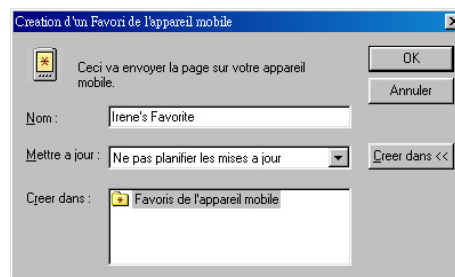 Creation d'un Favori de l'appareil mobile
Ceci va envoyer la page sur votre appareil
mobile.
OK
Annuler
Nom :
Irene's Favorite
Mettre a jour :
Ne pas planifier les mises a jour
Creer dans <<
Creer dans :
Favoris de l'appareil mobile